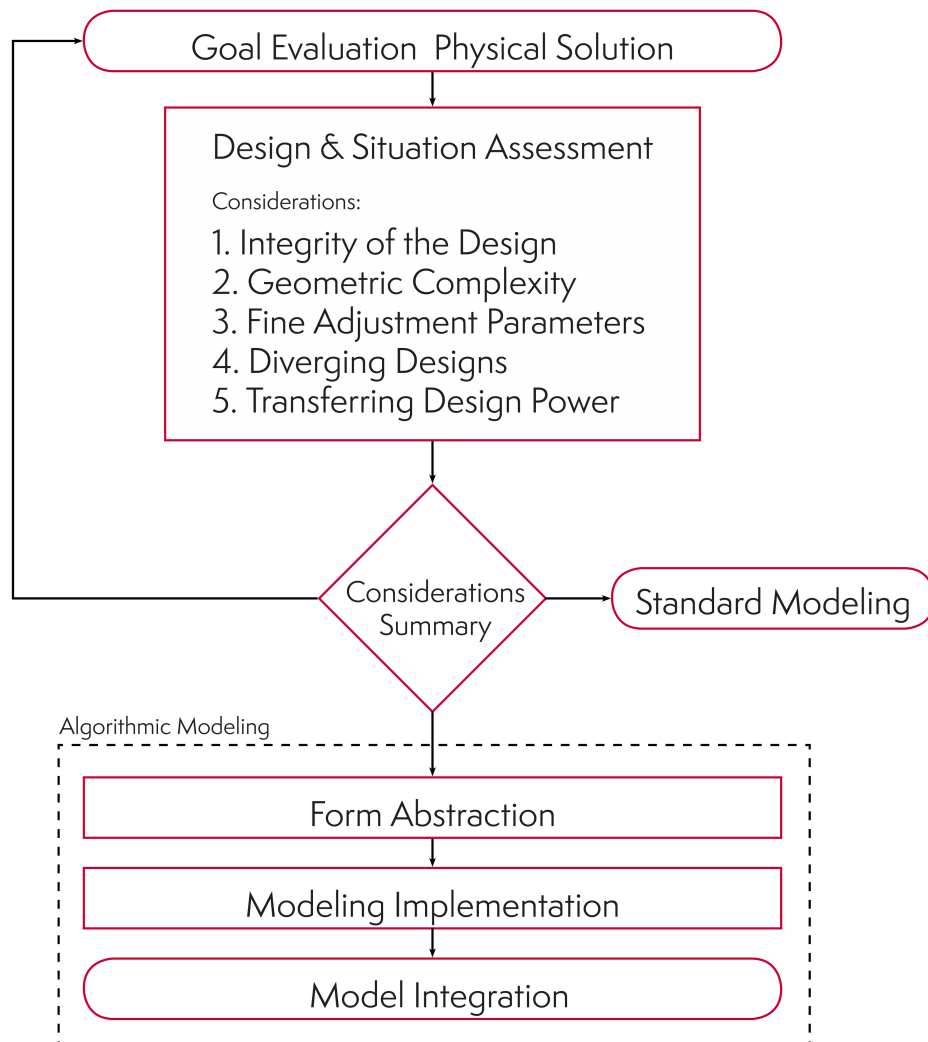 Goal Evaluation  Physical Solution
Design & Situation Assessment
Considerations:
1. Integrity of the Design
2. Geometric Complexity
3. Fine Adjustment Parameters
4. Diverging Designs
5. Transferring Design Power
Considerations
Summary
Standard Modeling
Algorithmic Modeling
Form Abstraction
Modeling Implementation
Model Integration